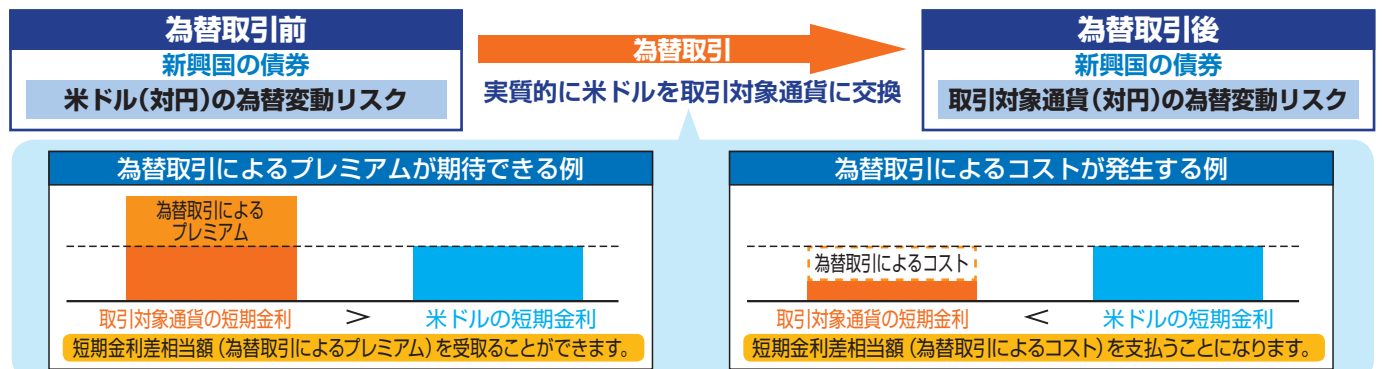 為替取引前
新興国の債券
米ドル(対円)の為替変動リスク
為替取引
実質的に米ドルを取引対象通貨に交換
為替取引後
新興国の債券
取引対象通貨(対円)の為替変動リスク
為替取引によるプレミアムが期待できる例
為替取引による
プレミアム
取引対象通貨の短期金利 > 米ドルの短期金利
短期金利差相当額(為替取引によるプレミアム)を受取ることができます。
為替取引によるコストが発生する例
為替取引によるコスト
取引対象通貨の短期金利 < 米ドルの短期金利
短期金利差相当額(為替取引によるコスト)を支払うことになります。